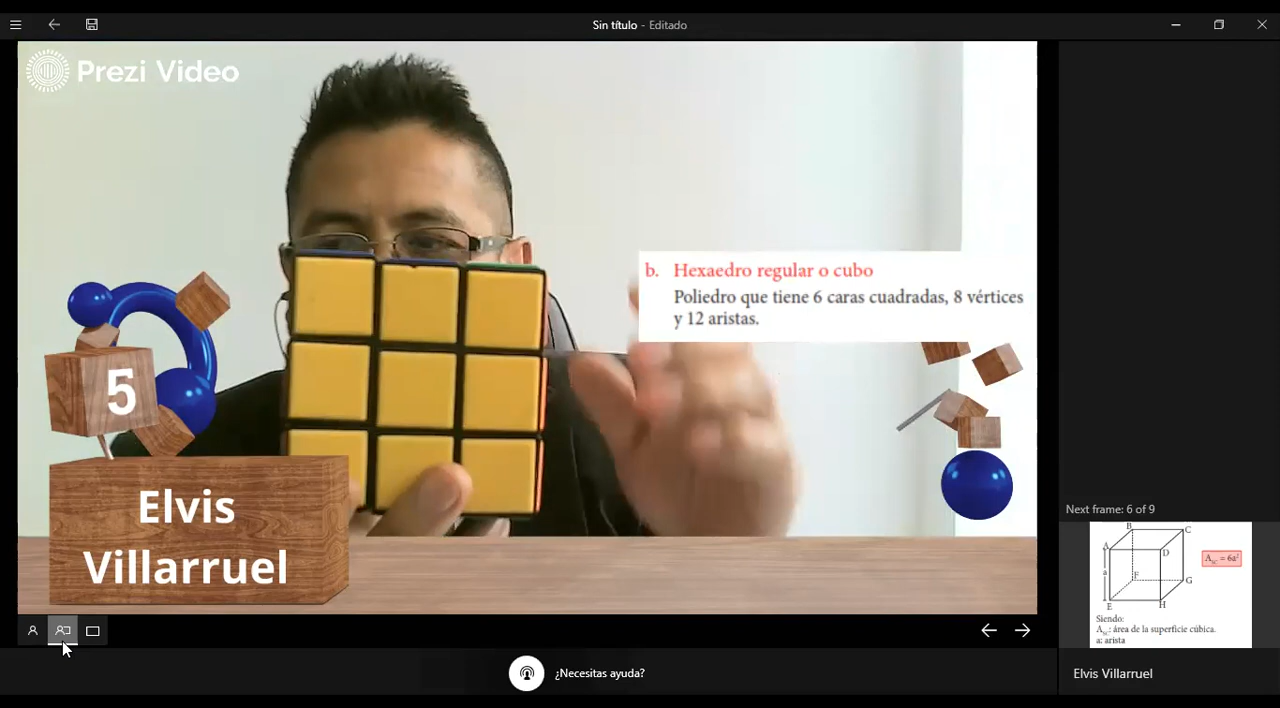 Sin título - Editado
Prezi Video
b. Hexaedro regular o cubo
Poliedro que tiene 6 caras cuadradas, 8 vértices
y 12 aristas.
5
Elvis
Villarruel
Next frame: 6 of 9
B
C
A
D
A = 6a²
a
F
G
E
H
Siendo:
A : área de la superficie cúbica.
a: arista
¿Necesitas ayuda?
Elvis Villarruel